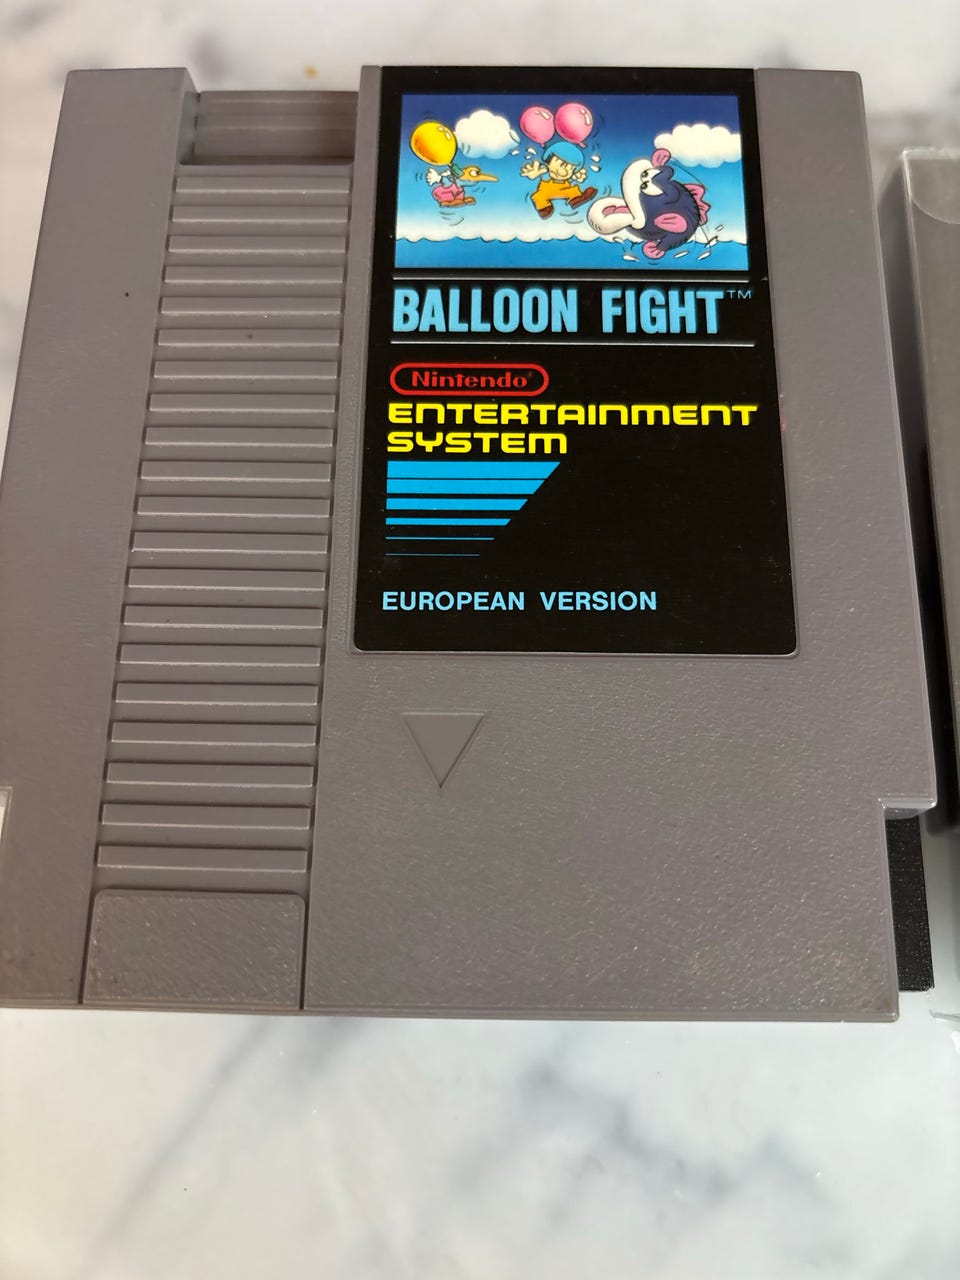 BALLOON FIGHT™
Nintendo®
ENTERTAINMENT
SYSTEM
EUROPEAN VERSION